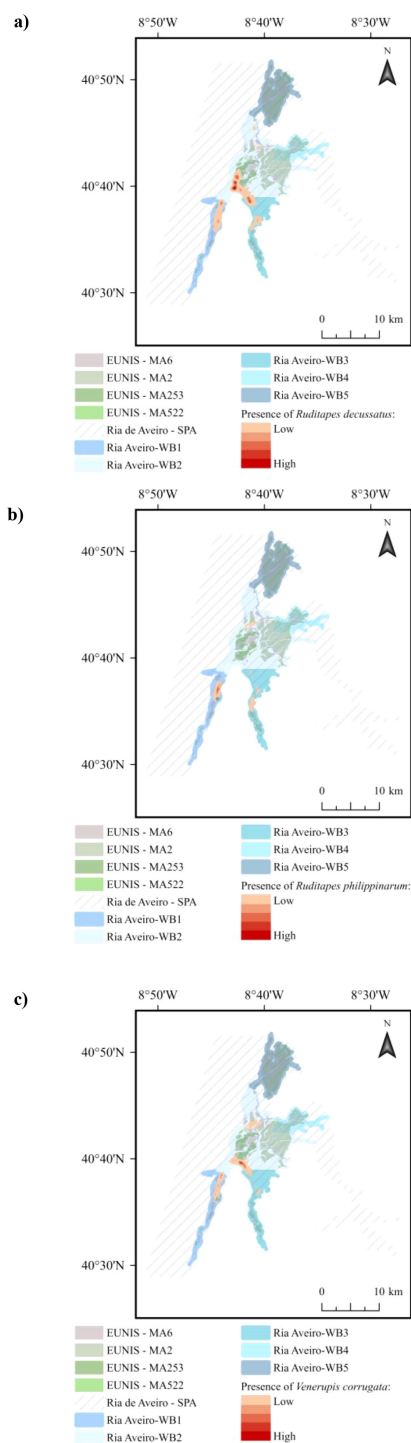 a)
8°50'W 8°40'W 8°30'W
N
40°50'N
40°40'N
40°30'N
0 10 km
EUNIS - MA6
EUNIS - MA2
EUNIS - MA253
EUNIS - MA522
Ria de Aveiro - SPA
Ria Aveiro-WB1
Ria Aveiro-WB2
Ria Aveiro-WB3
Ria Aveiro-WB4
Ria Aveiro-WB5
Presence of Ruditapes decussatus:
Low
High
b)
8°50'W 8°40'W 8°30'W
N
40°50'N
40°40'N
40°30'N
0 10 km
EUNIS - MA6
EUNIS - MA2
EUNIS - MA253
EUNIS - MA522
Ria de Aveiro - SPA
Ria Aveiro-WB1
Ria Aveiro-WB2
Ria Aveiro-WB3
Ria Aveiro-WB4
Ria Aveiro-WB5
Presence of Ruditapes philippinarum:
Low
High
c)
8°50'W 8°40'W 8°30'W
N
40°50'N
40°40'N
40°30'N
0 10 km
EUNIS - MA6
EUNIS - MA2
EUNIS - MA253
EUNIS - MA522
Ria de Aveiro - SPA
Ria Aveiro-WB1
Ria Aveiro-WB2
Ria Aveiro-WB3
Ria Aveiro-WB4
Ria Aveiro-WB5
Presence of Venerupis corrugata:
Low
High